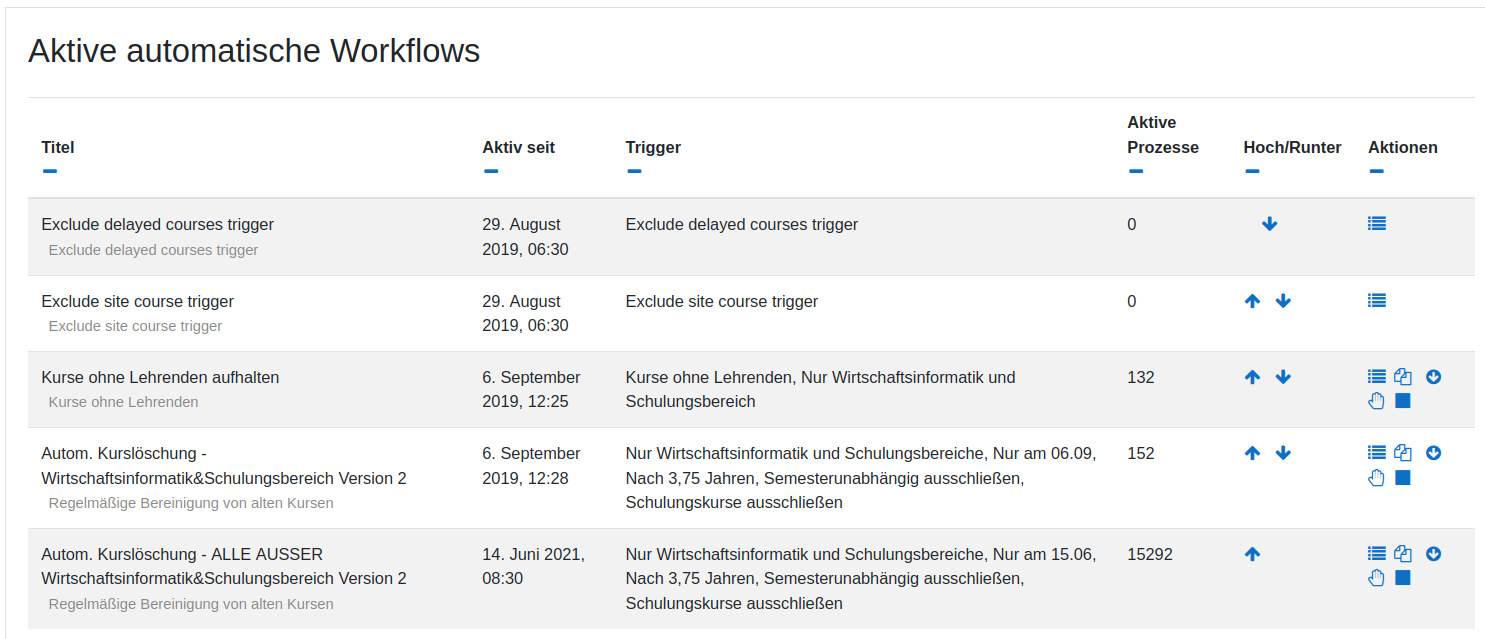 Aktive automatische Workflows
Aktive
Titel Aktiv seit Trigger Prozesse Hoch/Runter Aktionen
Exclude delayed courses trigger 29. August Exclude delayed courses trigger 0
Exclude delayed courses trigger 2019, 06:30
Exclude site course trigger 29. August Exclude site course trigger 0
Exclude site course trigger 2019, 06:30
Kurse ohne Lehrenden aufhalten 6. September Kurse ohne Lehrenden, Nur Wirtschaftsinformatik und 132
Kurse ohne Lehrenden 2019, 12:25 Schulungsbereich
Autom. Kurslöschung - 6. September Nur Wirtschaftsinformatik und Schulungsbereiche, Nur am 06.09, 152
Wirtschaftsinformatik&Schulungsbereich Version 2 2019, 12:28 Nach 3,75 Jahren, Semesterunabhängig ausschließen,
Regelmäßige Bereinigung von alten Kursen Schulungskurse ausschließen
Autom. Kurslöschung - ALLE AUSSER 14. Juni 2021, Nur Wirtschaftsinformatik und Schulungsbereiche, Nur am 15.06, 15292
Wirtschaftsinformatik&Schulungsbereich Version 2 08:30 Nach 3,75 Jahren, Semesterunabhängig ausschließen,
Regelmäßige Bereinigung von alten Kursen Schulungskurse ausschließen